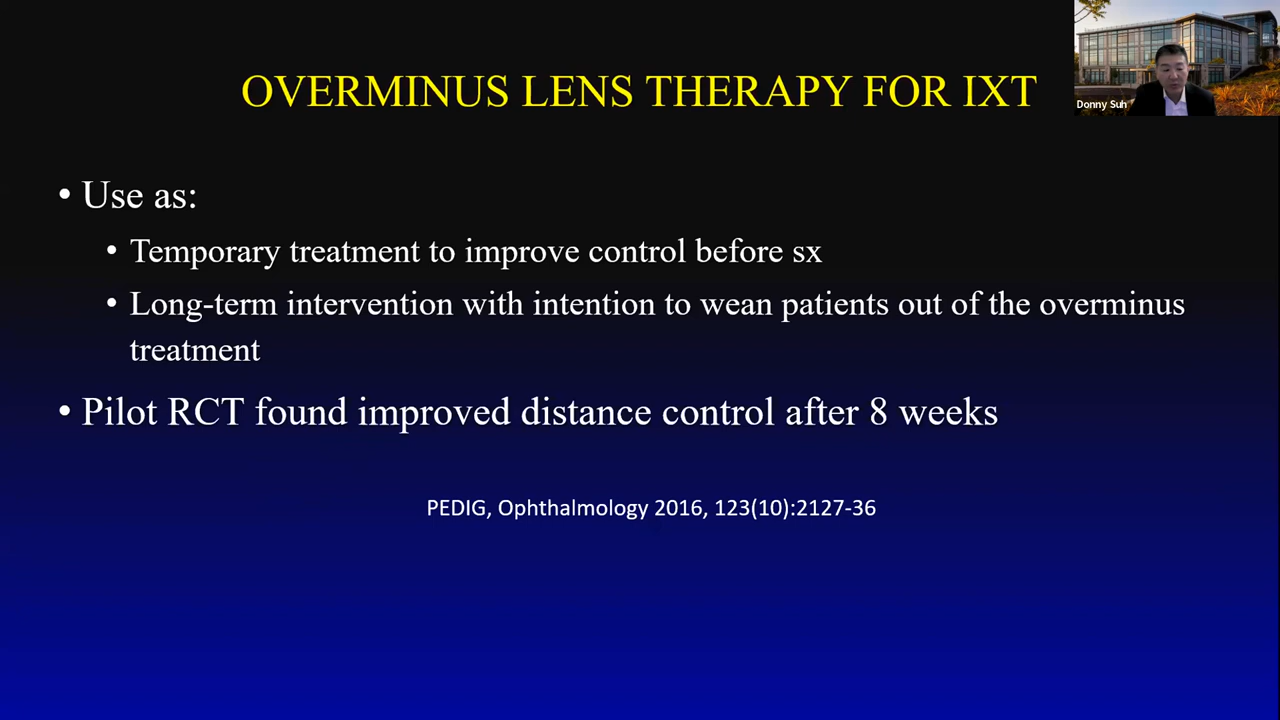 OVERMINUS LENS THERAPY FOR IXT
Donny Suh
• Use as:
• Temporary treatment to improve control before sx
• Long-term intervention with intention to wean patients out of the overminus
treatment
• Pilot RCT found improved distance control after 8 weeks
PEDIG, Ophthalmology 2016, 123(10):2127-36